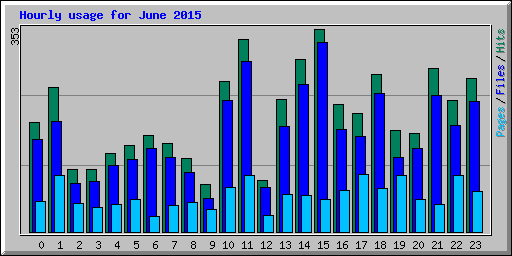 Hourly usage for June 2015
353
Pages/Files/Hits
0 1 2 3 4 5 6 7 8 9 10 11 12 13 14 15 16 17 18 19 20 21 22 23